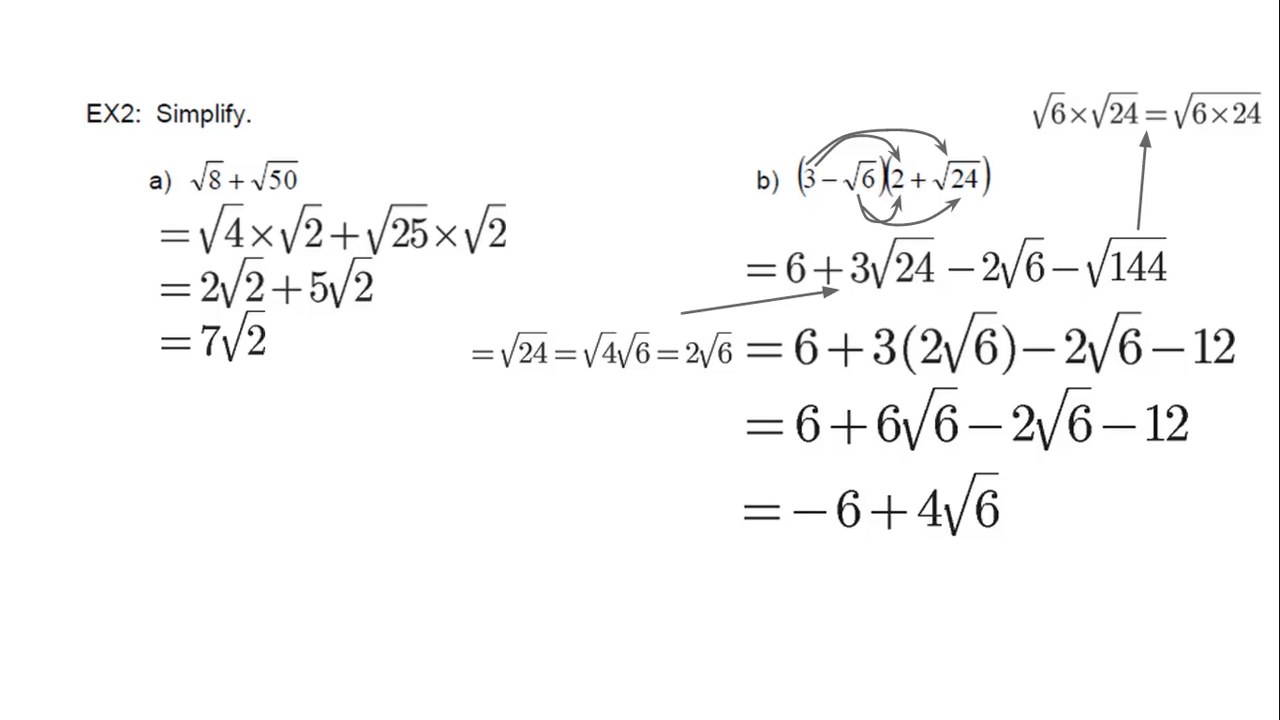 EX2: Simplify.
a) √8 + √50
= √4 × √2 + √25 × √2
= 2√2 + 5√2
= 7√2
√6 × √24 = √6×24
b) (3 − √6)(2 + √24)
= 6 + 3√24 − 2√6 − √144
= √24 = √4√6 = 2√6
= 6 + 3(2√6) − 2√6 − 12
= 6 + 6√6 − 2√6 − 12
= −6 + 4√6